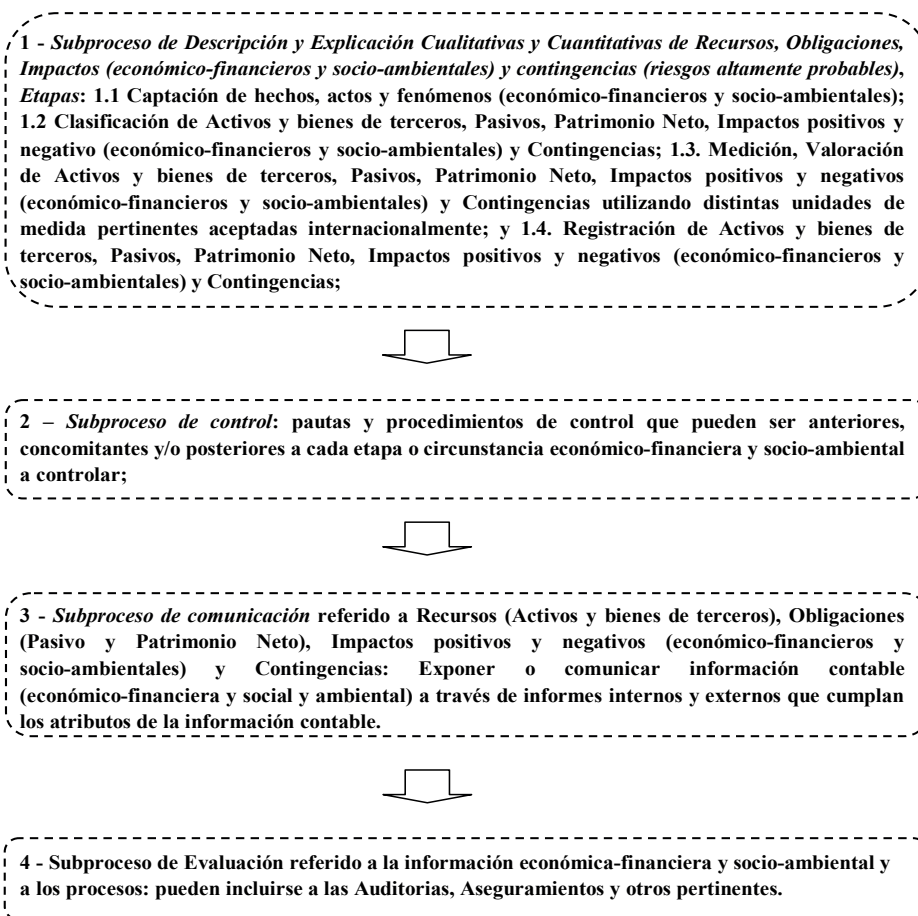 1 - Subproceso de Descripción y Explicación Cualitativas y Cuantitativas de Recursos, Obligaciones,
Impactos (económico-financieros y socio-ambientales) y contingencias (riesgos altamente probables),
Etapas: 1.1 Captación de hechos, actos y fenómenos (económico-financieros y socio-ambientales);
1.2 Clasificación de Activos y bienes de terceros, Pasivos, Patrimonio Neto, Impactos positivos y
negativo (económico-financieros y socio-ambientales) y Contingencias; 1.3. Medición, Valoración
de Activos y bienes de terceros, Pasivos, Patrimonio Neto, Impactos positivos y negativos
(económico-financieros y socio-ambientales) y Contingencias utilizando distintas unidades de
medida pertinentes aceptadas internacionalmente; y 1.4. Registración de Activos y bienes de
terceros, Pasivos, Patrimonio Neto, Impactos positivos y negativos (económico-financieros y
socio-ambientales) y Contingencias;
2 – Subproceso de control: pautas y procedimientos de control que pueden ser anteriores,
concomitantes y/o posteriores a cada etapa o circunstancia económico-financiera y socio-ambiental
a controlar;
3 - Subproceso de comunicación referido a Recursos (Activos y bienes de terceros), Obligaciones
(Pasivo y Patrimonio Neto), Impactos positivos y negativos (económico-financieros y
socio-ambientales) y Contingencias: Exponer o comunicar información contable
(económico-financiera y social y ambiental) a través de informes internos y externos que cumplan
los atributos de la información contable.
4 - Subproceso de Evaluación referido a la información económica-financiera y socio-ambiental y
a los procesos: pueden incluirse a las Auditorias, Aseguramientos y otros pertinentes.